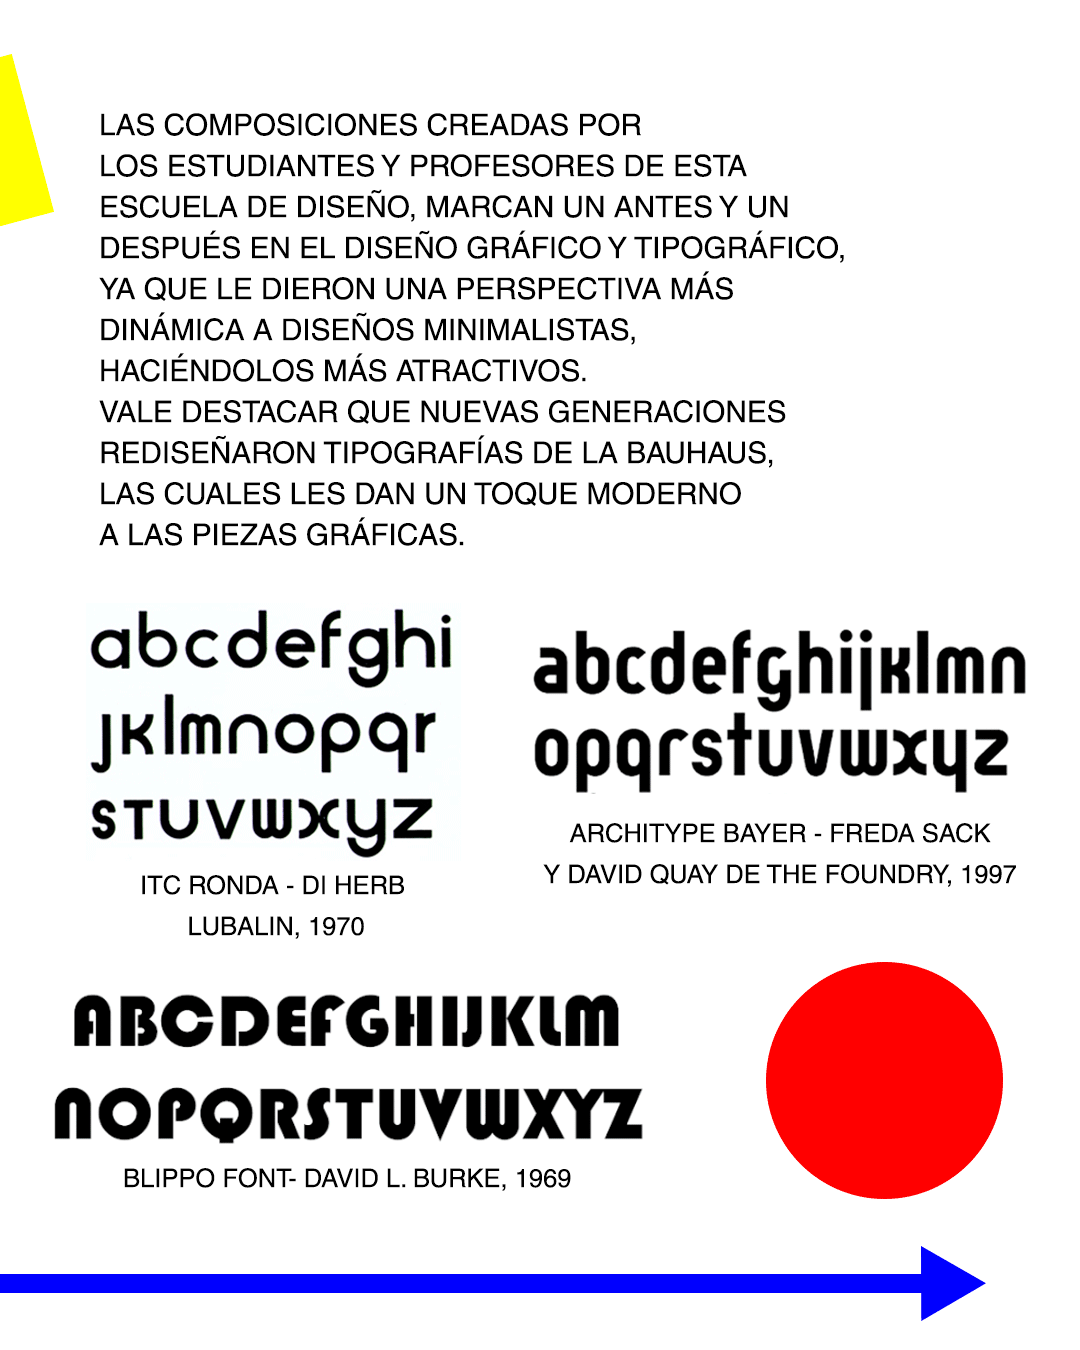 LAS COMPOSICIONES CREADAS POR
LOS ESTUDIANTES Y PROFESORES DE ESTA
ESCUELA DE DISEÑO, MARCAN UN ANTES Y UN
DESPUÉS EN EL DISEÑO GRÁFICO Y TIPOGRÁFICO,
YA QUE LE DIERON UNA PERSPECTIVA MÁS
DINÁMICA A DISEÑOS MINIMALISTAS,
HACIÉNDOLOS MÁS ATRACTIVOS.
VALE DESTACAR QUE NUEVAS GENERACIONES
REDISEÑARON TIPOGRAFÍAS DE LA BAUHAUS,
LAS CUALES LES DAN UN TOQUE MODERNO
A LAS PIEZAS GRÁFICAS.
abcdefghi
jklmnopqr
stuvwxyz
ITC RONDA - DI HERB
LUBALIN, 1970
abcdefghijklmn
opqrstuvwxyz
ARCHITYPE BAYER - FREDA SACK
Y DAVID QUAY DE THE FOUNDRY, 1997
ABCDEFGHIJKLM
NOPQRSTUVWXYZ
BLIPPO FONT- DAVID L. BURKE, 1969